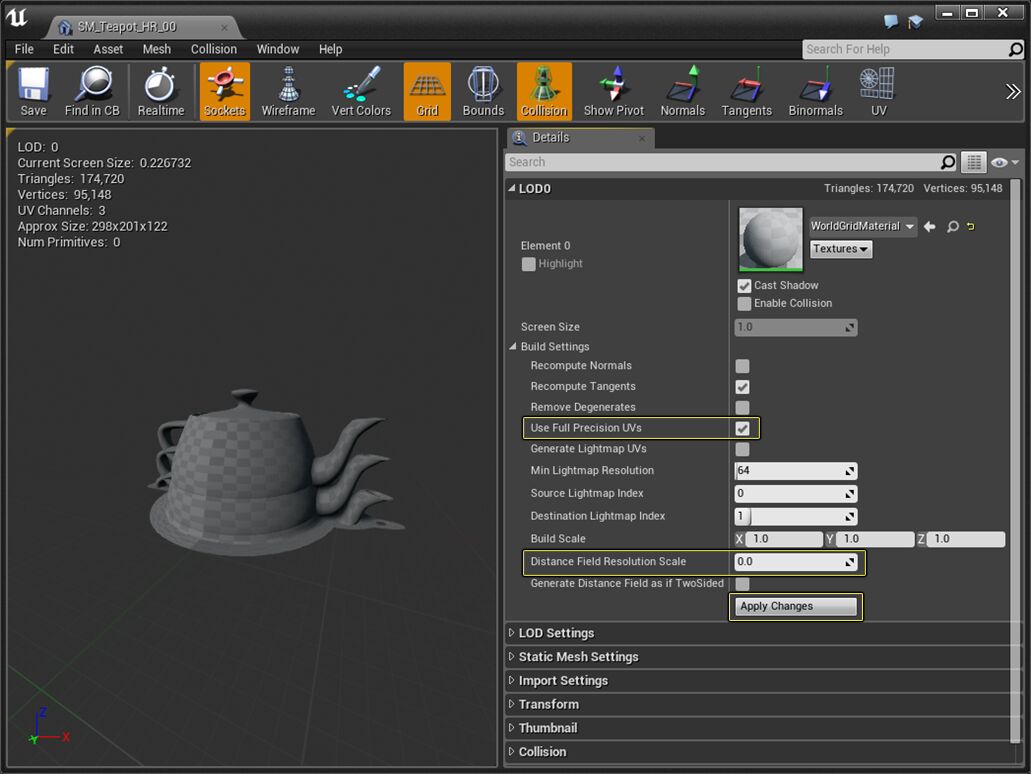 SM_Teapot_HR_00
File Edit Asset Mesh Collision Window Help
Search For Help
Save Find in CB Realtime Sockets Wireframe Vert Colors Grid Bounds Collision Show Pivot Normals Tangents Binormals UV
LOD: 0
Current Screen Size: 0.226732
Triangles: 174,720
Vertices: 95,148
UV Channels: 3
Approx Size: 298x201x122
Num Primitives: 0
Z
X
Y
Details
Search
LOD0 Triangles: 174,720 Vertices: 95,148
Element 0
Highlight
WorldGridMaterial
Textures
Cast Shadow
Enable Collision
Screen Size 1.0
Build Settings
Recompute Normals
Recompute Tangents
Remove Degenerates
Use Full Precision UVs
Generate Lightmap UVs
Min Lightmap Resolution 64
Source Lightmap Index 0
Destination Lightmap Index 1
Build Scale X 1.0 Y 1.0 Z 1.0
Distance Field Resolution Scale 0.0
Generate Distance Field as if TwoSided
Apply Changes
LOD Settings
Static Mesh Settings
Import Settings
Transform
Thumbnail
Collision